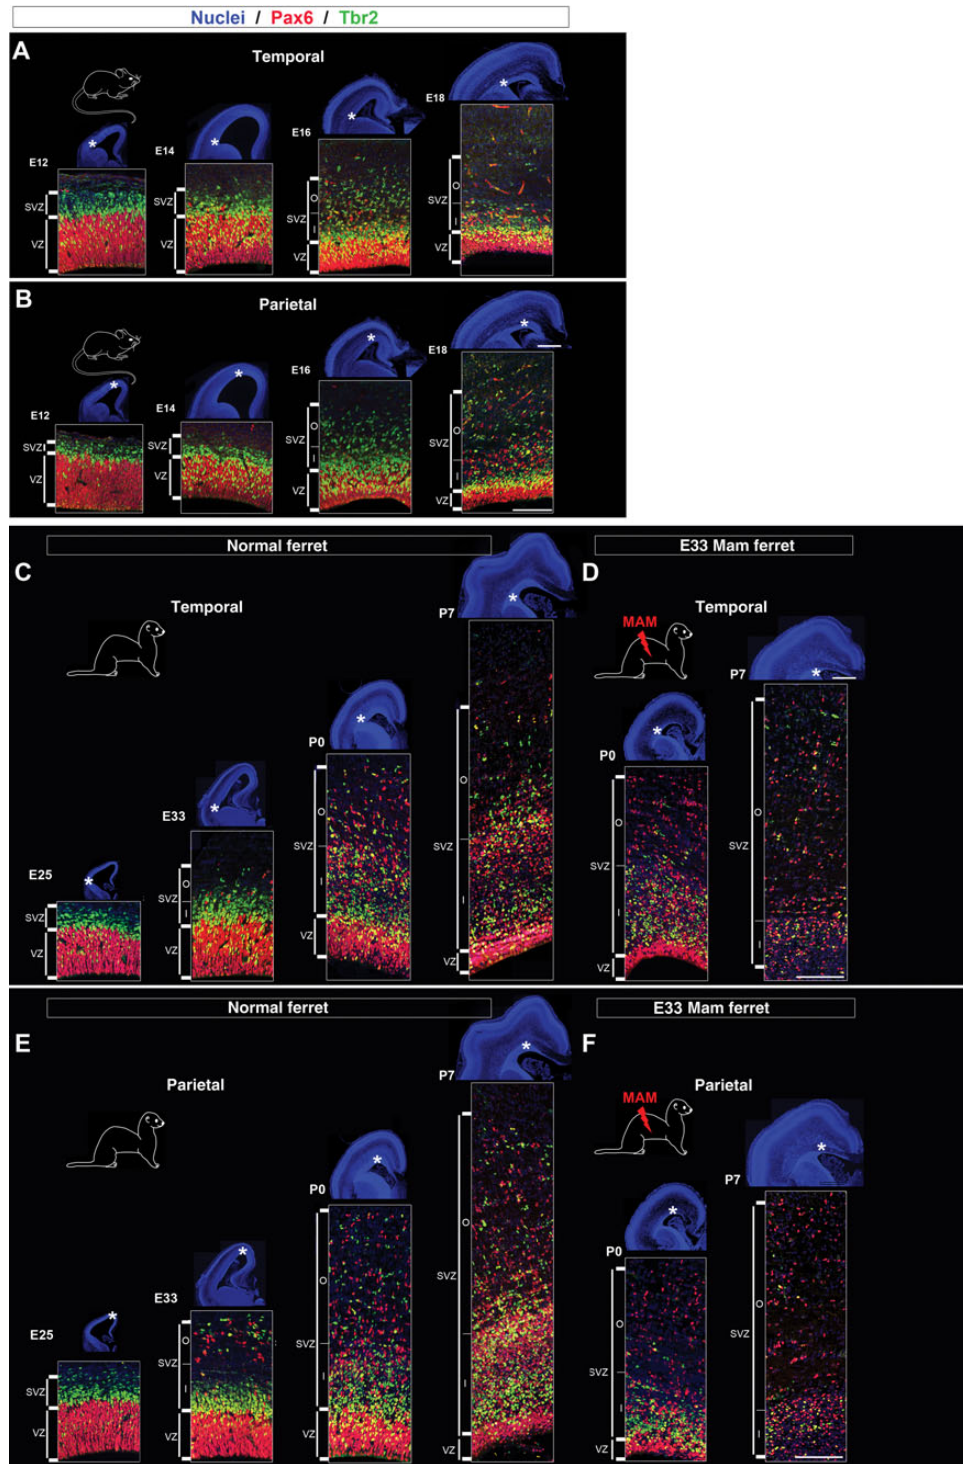 Nuclei / Pax6 / Tbr2
A
Temporal
E12
SVZ
VZ
E14
SVZ
VZ
E16
O
SVZ
I
VZ
E18
O
SVZ
I
VZ
B
Parietal
E12
SVZ
VZ
E14
SVZ
VZ
E16
O
SVZ
I
VZ
E18
O
SVZ
I
VZ
Normal ferret
C
Temporal
E25
SVZ
VZ
E33
O
SVZ
I
VZ
P0
O
SVZ
I
VZ
P7
O
SVZ
I
VZ
E33 Mam ferret
D
Temporal
MAM
P0
O
SVZ
I
VZ
P7
O
SVZ
I
Normal ferret
E
Parietal
E25
SVZ
VZ
E33
O
SVZ
I
VZ
P0
O
SVZ
I
VZ
P7
O
SVZ
I
VZ
E33 Mam ferret
F
Parietal
MAM
P0
O
SVZ
I
VZ
P7
O
SVZ
I